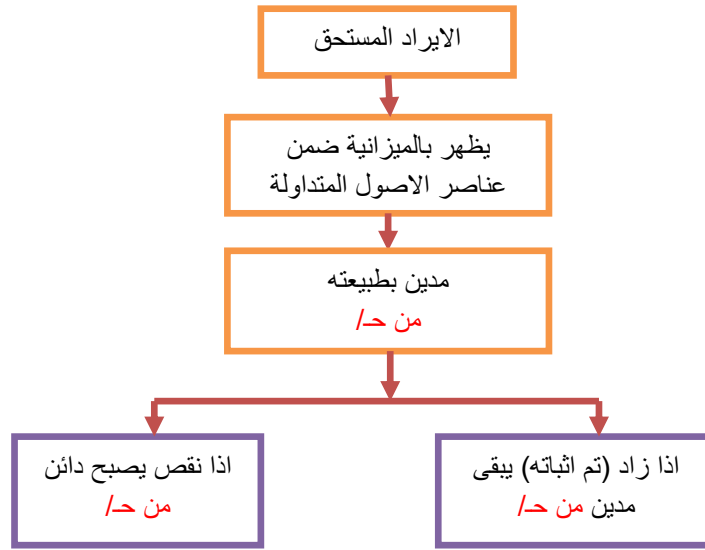 الايراد المستحق
يظهر بالميزانية ضمن
عناصر الاصول المتداولة
مدين بطبيعته
من حـ/
اذا زاد (تم اثباته) يبقى
مدين من حـ/
اذا نقص يصبح دائن
من حـ/